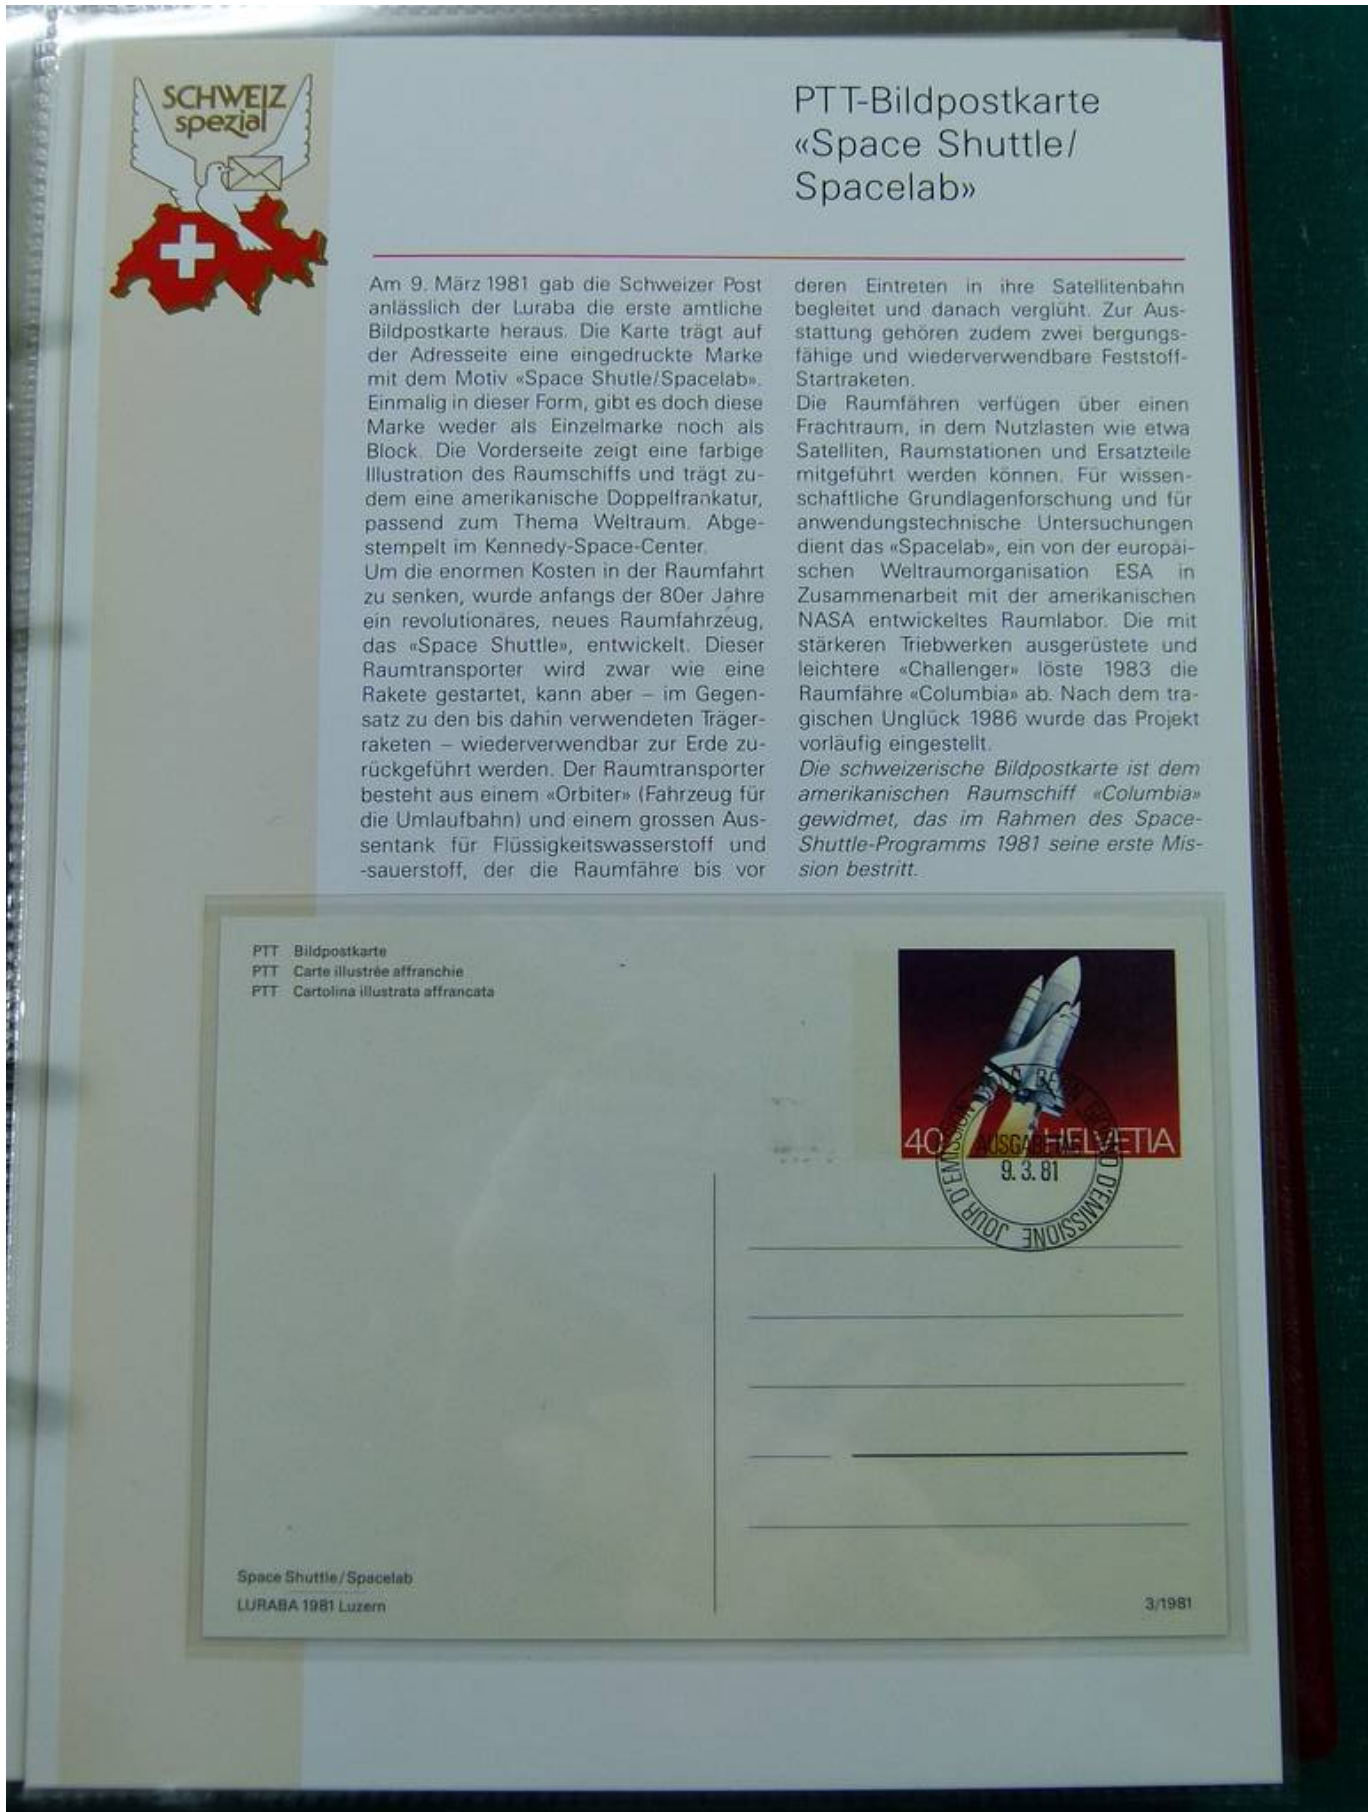 SCHWEIZ
spezial
PTT-Bildpostkarte
«Space Shuttle/
Spacelab»
Am 9. März 1981 gab die Schweizer Post
anlässlich der Luraba die erste amtliche
Bildpostkarte heraus. Die Karte trägt auf
der Adresseite eine eingedruckte Marke
mit dem Motiv «Space Shutle/Spacelab».
Einmalig in dieser Form, gibt es doch diese
Marke weder als Einzelmarke noch als
Block. Die Vorderseite zeigt eine farbige
Illustration des Raumschiffs und trägt zu-
dem eine amerikanische Doppelfrankatur,
passend zum Thema Weltraum. Abge-
stempelt im Kennedy-Space-Center.
Um die enormen Kosten in der Raumfahrt
zu senken, wurde anfangs der 80er Jahre
ein revolutionäres, neues Raumfahrzeug,
das «Space Shuttle», entwickelt. Dieser
Raumtransporter wird zwar wie eine
Rakete gestartet, kann aber – im Gegen-
satz zu den bis dahin verwendeten Träger-
raketen – wiederverwendbar zur Erde zu-
rückgeführt werden. Der Raumtransporter
besteht aus einem «Orbiter» (Fahrzeug für
die Umlaufbahn) und einem grossen Aus-
sentank für Flüssigkeitswasserstoff und
-sauerstoff, der die Raumfähre bis vor
deren Eintreten in ihre Satellitenbahn
begleitet und danach verglüht. Zur Aus-
stattung gehören zudem zwei bergungs-
fähige und wiederverwendbare Feststoff-
Startraketen.
Die Raumfähren verfügen über einen
Frachtraum, in dem Nutzlasten wie etwa
Satelliten, Raumstationen und Ersatzteile
mitgeführt werden können. Für wissen-
schaftliche Grundlagenforschung und für
anwendungstechnische Untersuchungen
dient das «Spacelab», ein von der europäi-
schen Weltraumorganisation ESA in
Zusammenarbeit mit der amerikanischen
NASA entwickeltes Raumlabor. Die mit
stärkeren Triebwerken ausgerüstete und
leichtere «Challenger» löste 1983 die
Raumfähre «Columbia» ab. Nach dem tra-
gischen Unglück 1986 wurde das Projekt
vorläufig eingestellt.
Die schweizerische Bildpostkarte ist dem
amerikanischen Raumschiff «Columbia»
gewidmet, das im Rahmen des Space-
Shuttle-Programms 1981 seine erste Mis-
sion bestritt.
PTT Bildpostkarte
PTT Carte illustrée affranchie
PTT Cartolina illustrata affrancata
40 HELVETIA
AUSGABETAG
9.3.81
JOUR D'EMISSION
D'EMISSIONE
Space Shuttle/Spacelab
LURABA 1981 Luzern
3/1981